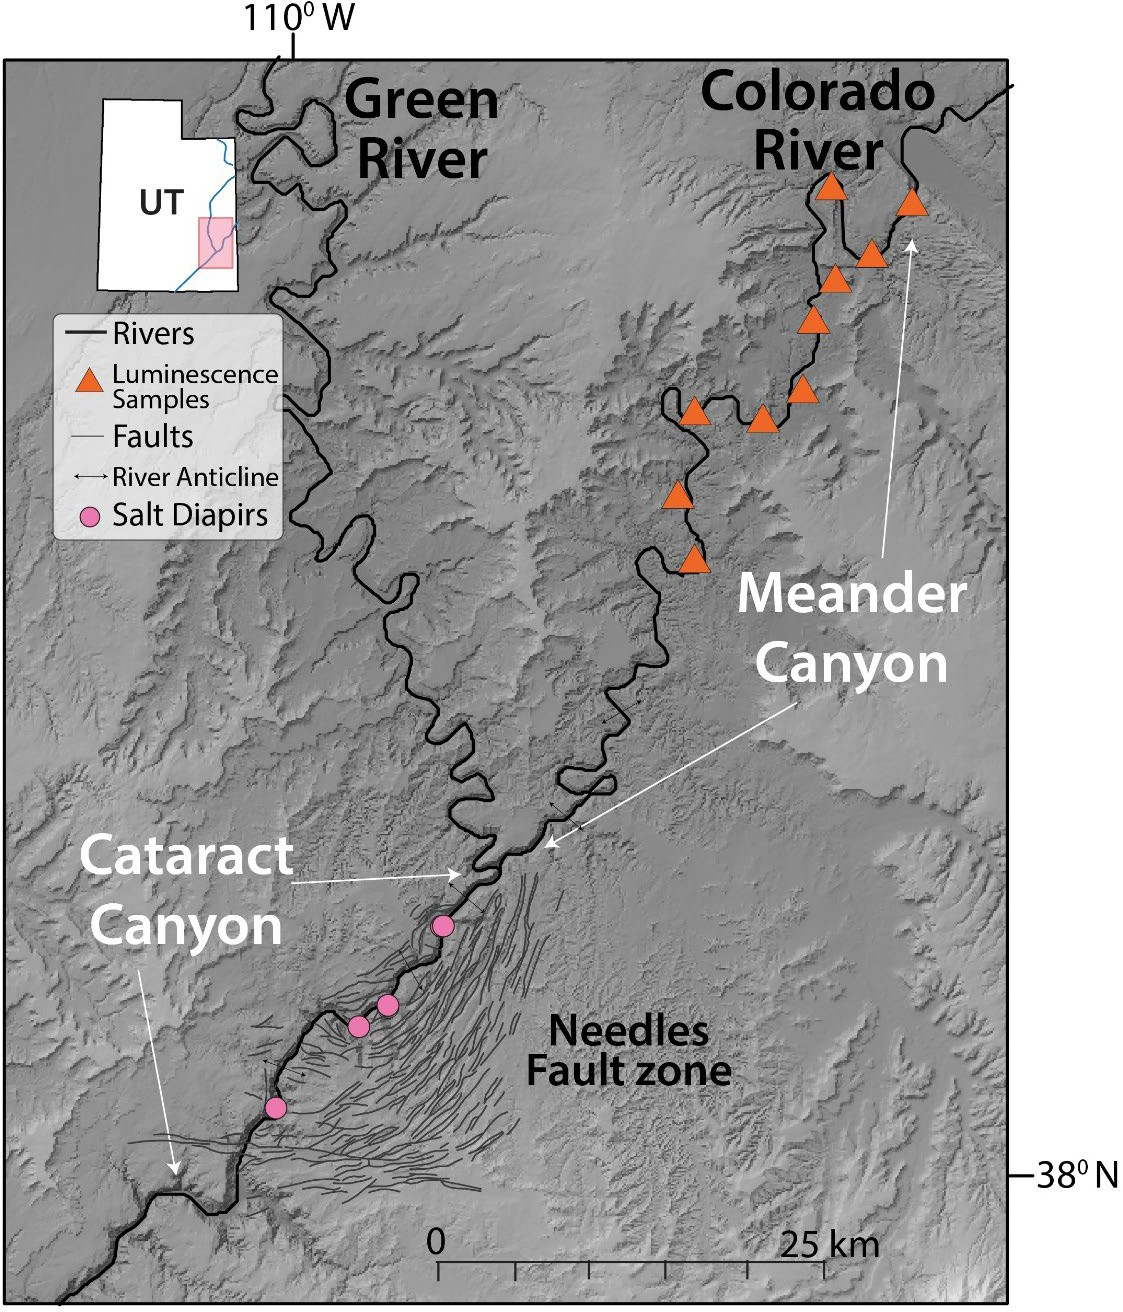 110⁰ W
Green
River
Colorado
River
UT
Rivers
Luminescence
Samples
Faults
River Anticline
Salt Diapirs
Meander
Canyon
Cataract
Canyon
Needles
Fault zone
38⁰ N
0 25 km